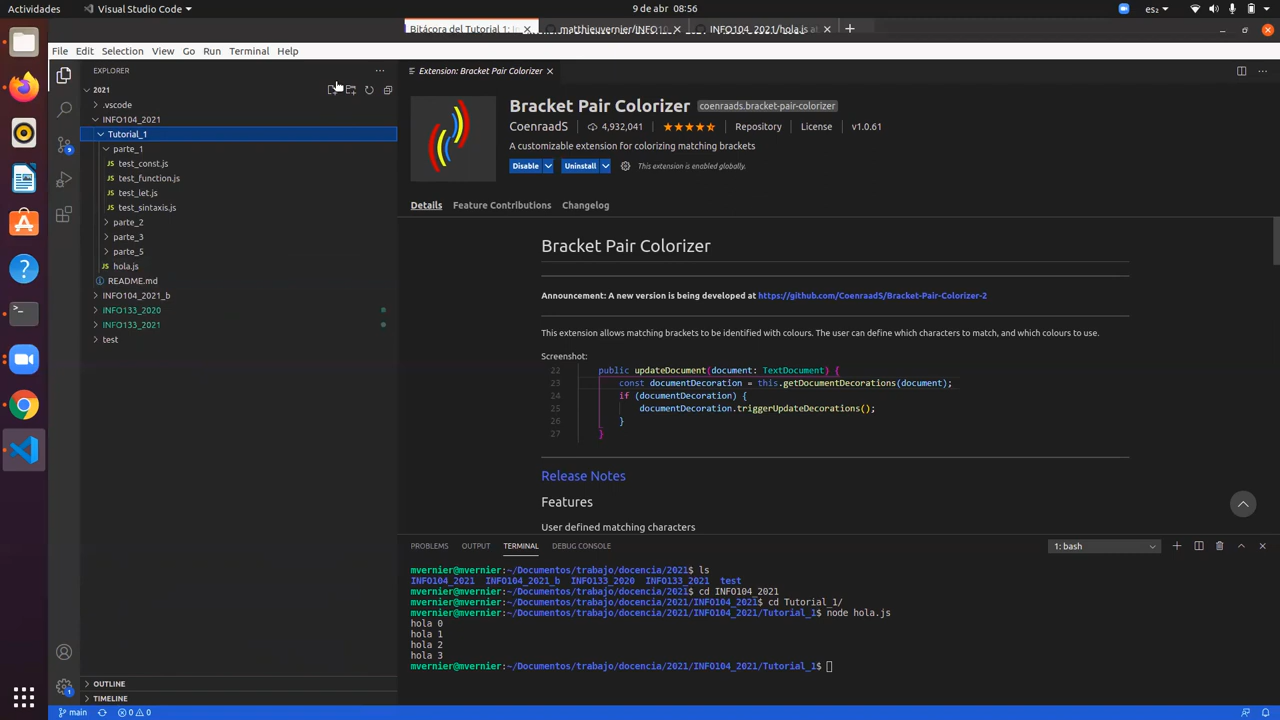 Actividades
Visual Studio Code
9 de abr 08:56
es₂
Bitácora del Tutorial 1:
matthieuvernier/INFO10
INFO104_2021/hola.js
File Edit Selection View Go Run Terminal Help
EXPLORER
2021
.vscode
INFO104_2021
Tutorial_1
parte_1
JS test_const.js
JS test_function.js
JS test_let.js
JS test_sintaxis.js
parte_2
parte_3
parte_5
JS hola.js
README.md
INFO104_2021_b
INFO133_2020
INFO133_2021
test
OUTLINE
TIMELINE
main
0 0
9
1
Extension: Bracket Pair Colorizer
Bracket Pair Colorizer coenraads.bracket-pair-colorizer
CoenraadS 4,932,041 Repository License v1.0.61
A customizable extension for colorizing matching brackets
Disable Uninstall This extension is enabled globally.
Details Feature Contributions Changelog
Bracket Pair Colorizer
Announcement: A new version is being developed at https://github.com/CoenraadS/Bracket-Pair-Colorizer-2
This extension allows matching brackets to be identified with colours. The user can define which characters to match, and which colours to use.
Screenshot:
22 public updateDocument(document: TextDocument) {
23 const documentDecoration = this.getDocumentDecorations(document);
24 if (documentDecoration) {
25 documentDecoration.triggerUpdateDecorations();
26 }
27 }
Release Notes
Features
User defined matching characters
PROBLEMS OUTPUT TERMINAL DEBUG CONSOLE 1: bash
mvernier:~/Documentos/trabajo/docencia/2021$ ls
INFO104_2021 INFO104_2021_b INFO133_2020 INFO133_2021 test
mvernier:~/Documentos/trabajo/docencia/2021$ cd INFO104_2021
mvernier:~/Documentos/trabajo/docencia/2021/INFO104_2021$ cd Tutorial_1/
mvernier:~/Documentos/trabajo/docencia/2021/INFO104_2021/Tutorial_1$ node hola.js
hola 0
hola 1
hola 2
hola 3
mvernier:~/Documentos/trabajo/docencia/2021/INFO104_2021/Tutorial_1$